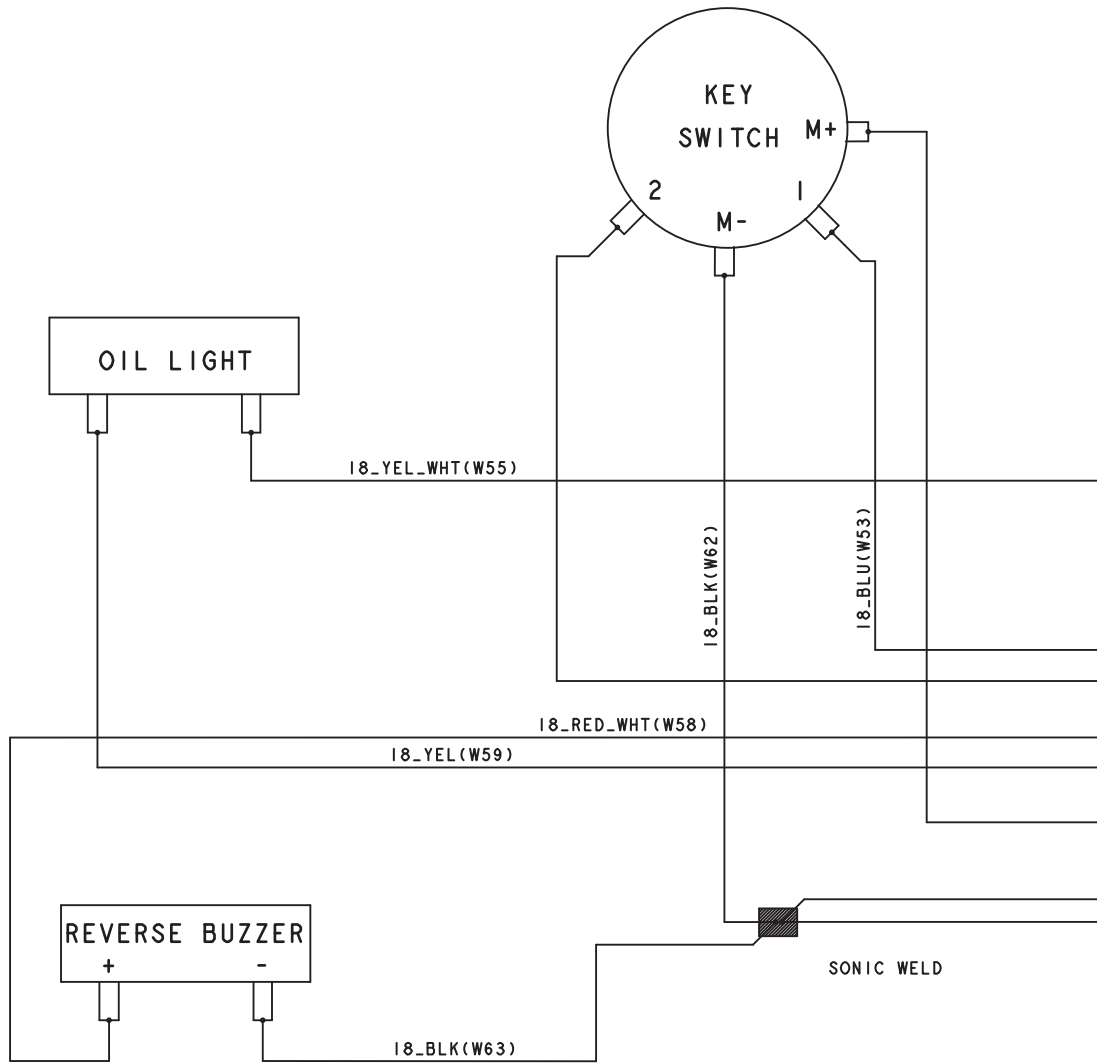 KEY
SWITCH
M+
2
1
M-
OIL LIGHT
18_YEL_WHT(W55)
18_BLK(W62)
18_BLU(W53)
18_RED_WHT(W58)
18_YEL(W59)
REVERSE BUZZER
+ -
SONIC WELD
18_BLK(W63)